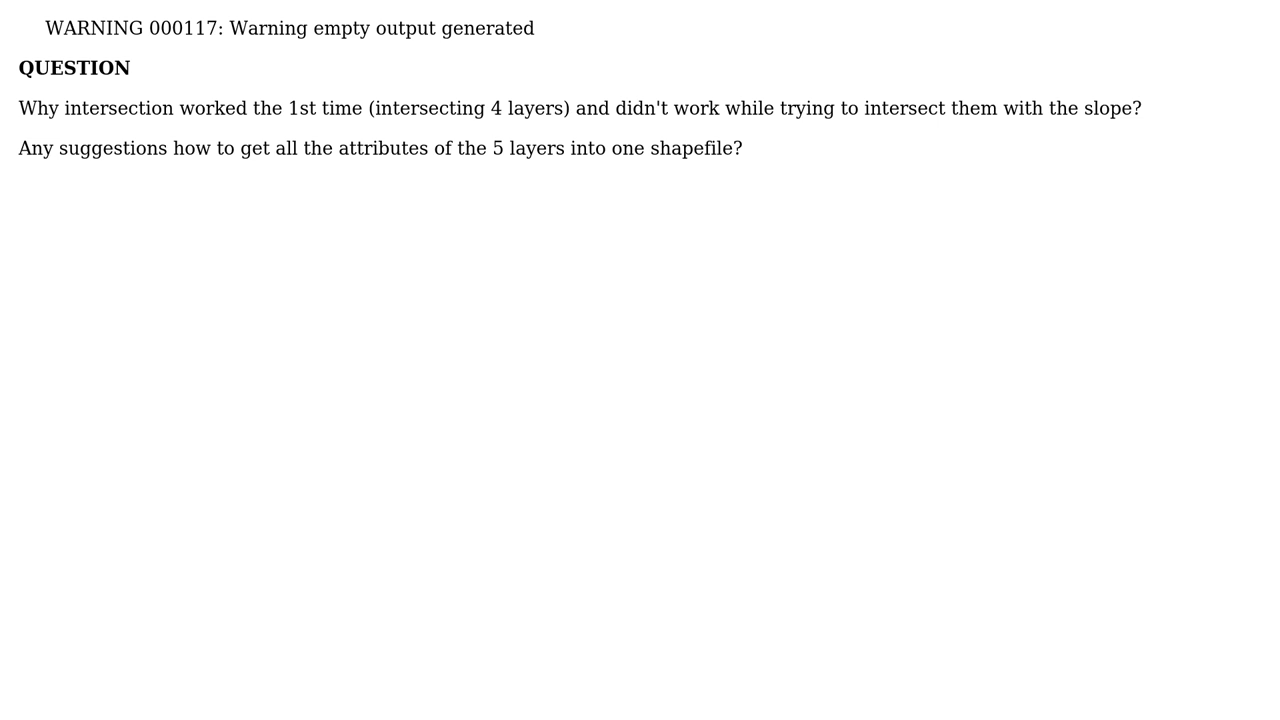 WARNING 000117: Warning empty output generated
QUESTION
Why intersection worked the 1st time (intersecting 4 layers) and didn't work while trying to intersect them with the slope?
Any suggestions how to get all the attributes of the 5 layers into one shapefile?